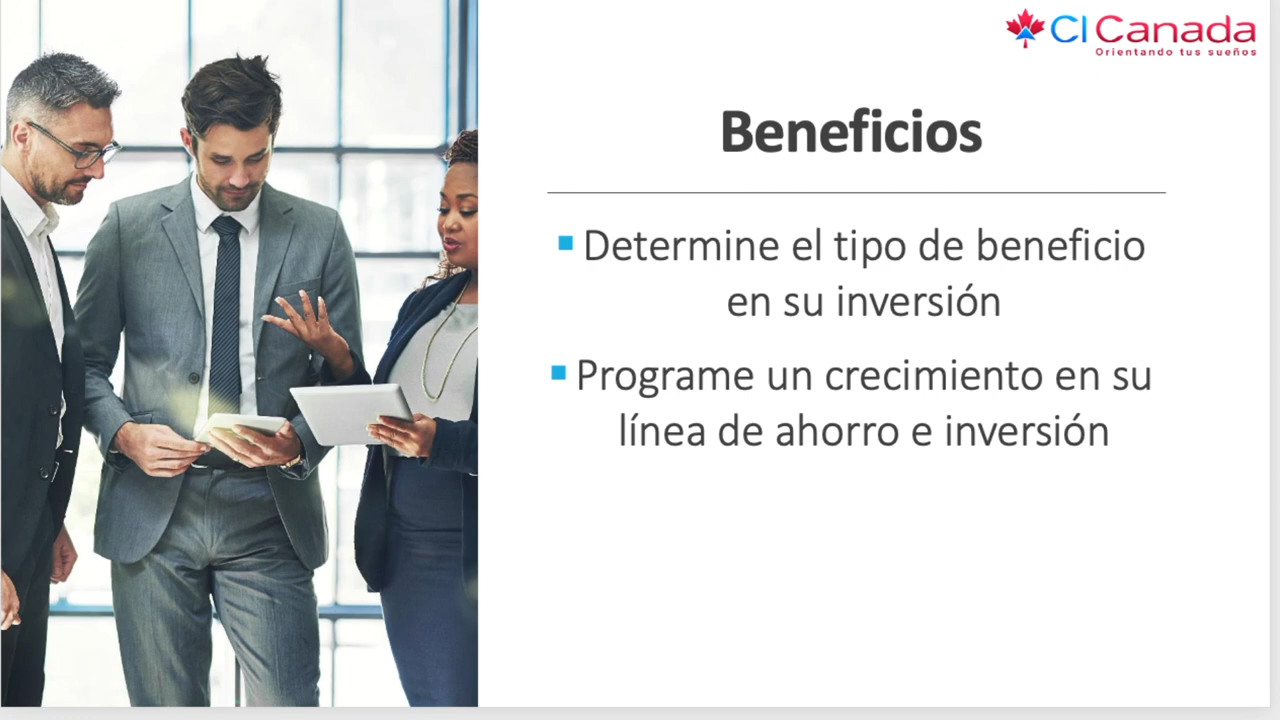 CI Canada
Orientando tus sueños
Beneficios
Determine el tipo de beneficio
en su inversión
Programe un crecimiento en su
línea de ahorro e inversión